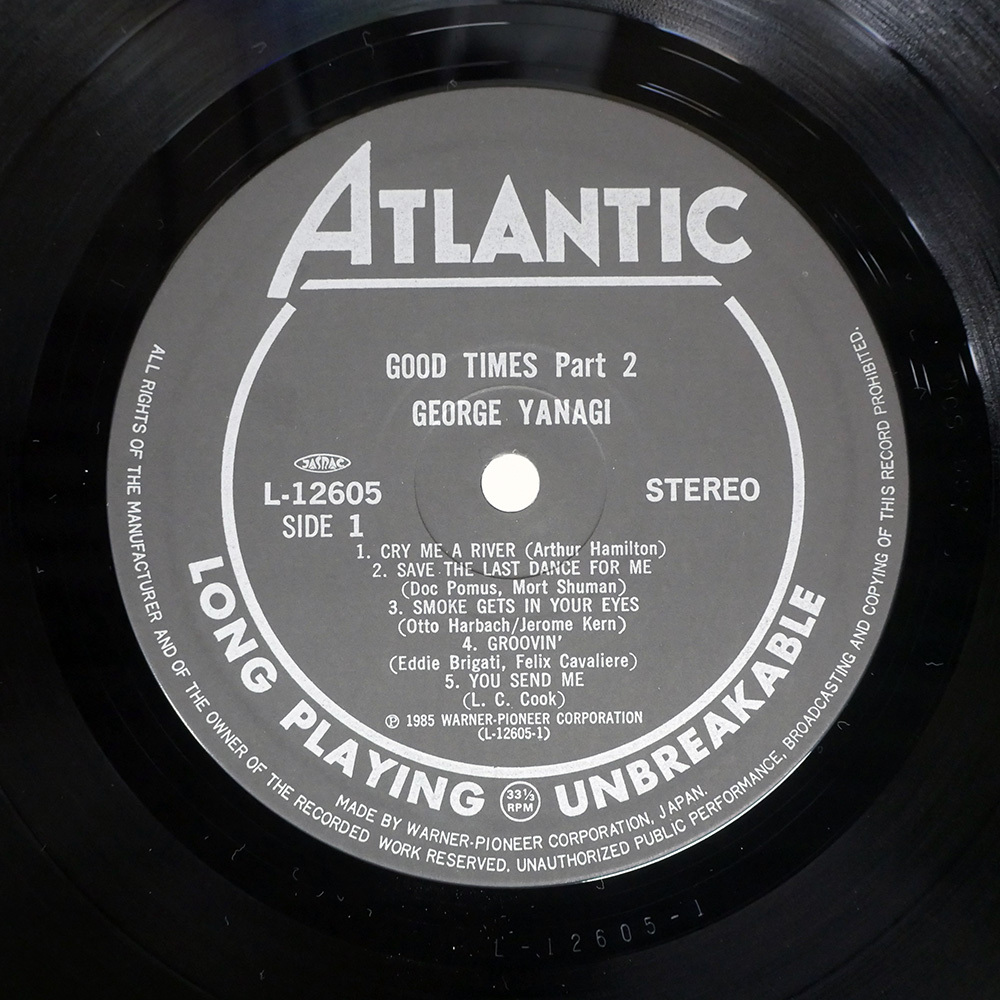 ATLANTIC
GOOD TIMES Part 2
GEORGE YANAGI
JASRAC
L-12605
STEREO
SIDE 1
1. CRY ME A RIVER (Arthur Hamilton)
2. SAVE THE LAST DANCE FOR ME
(Doc Pomus, Mort Shuman)
3. SMOKE GETS IN YOUR EYES
(Otto Harbach/Jerome Kern)
4. GROOVIN'
(Eddie Brigati, Felix Cavaliere)
5. YOU SEND ME
(L. C. Cook)
Ⓟ 1985 WARNER-PIONEER CORPORATION
(L-12605-1)
LONG PLAYING 33⅓ RPM UNBREAKABLE
MADE BY WARNER-PIONEER CORPORATION, JAPAN.
ALL RIGHTS OF THE MANUFACTURER AND OF THE OWNER OF THE RECORDED WORK RESERVED. UNAUTHORIZED PUBLIC PERFORMANCE, BROADCASTING AND COPYING OF THIS RECORD PROHIBITED.
L-12605-1